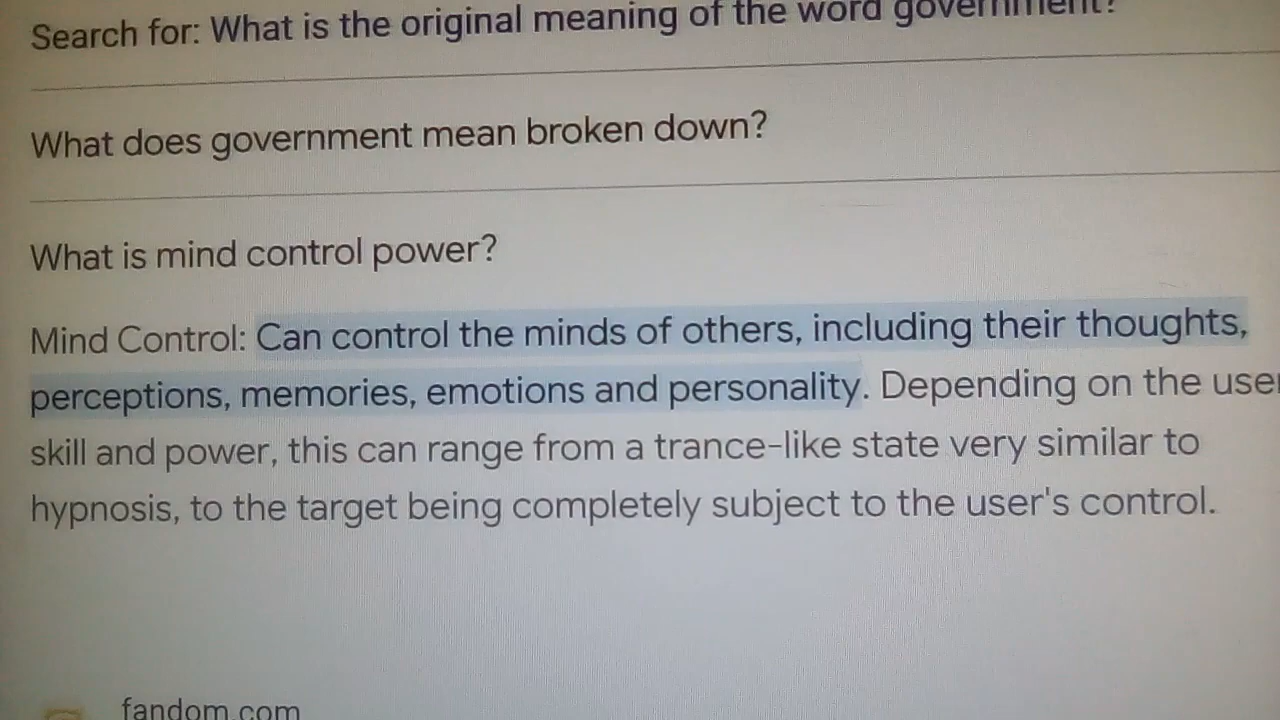 Search for: What is the original meaning of the word government?
What does government mean broken down?
What is mind control power?
Mind Control: Can control the minds of others, including their thoughts,
perceptions, memories, emotions and personality. Depending on the user
skill and power, this can range from a trance-like state very similar to
hypnosis, to the target being completely subject to the user's control.
fandom.com